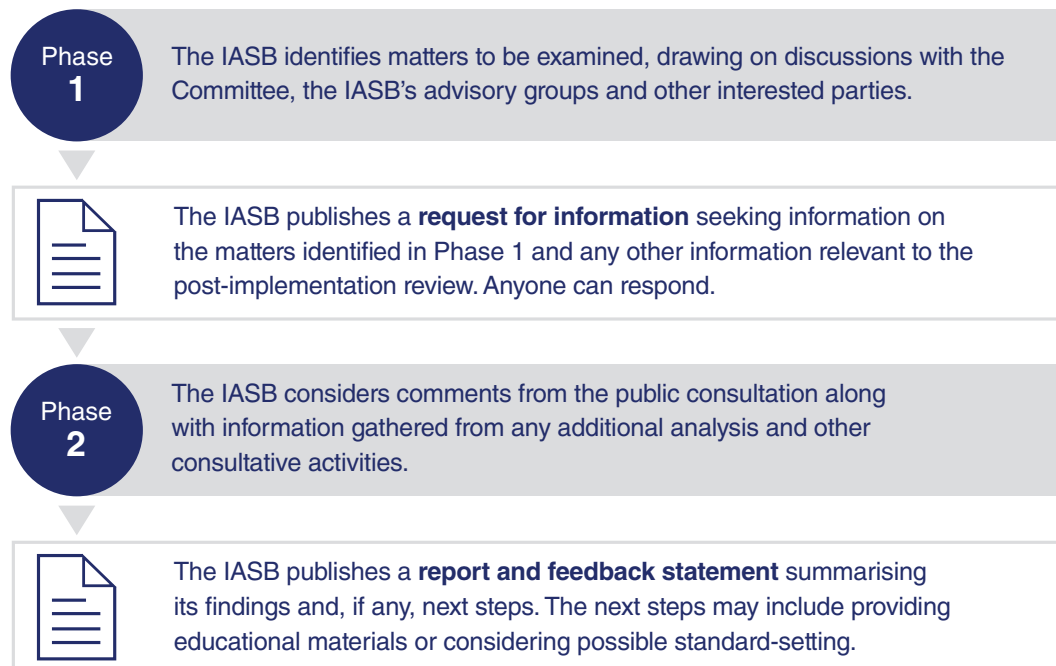 Phase
1
The IASB identifies matters to be examined, drawing on discussions with the
Committee, the IASB's advisory groups and other interested parties.
The IASB publishes a request for information seeking information on
the matters identified in Phase 1 and any other information relevant to the
post-implementation review. Anyone can respond.
Phase
2
The IASB considers comments from the public consultation along
with information gathered from any additional analysis and other
consultative activities.
The IASB publishes a report and feedback statement summarising
its findings and, if any, next steps. The next steps may include providing
educational materials or considering possible standard-setting.